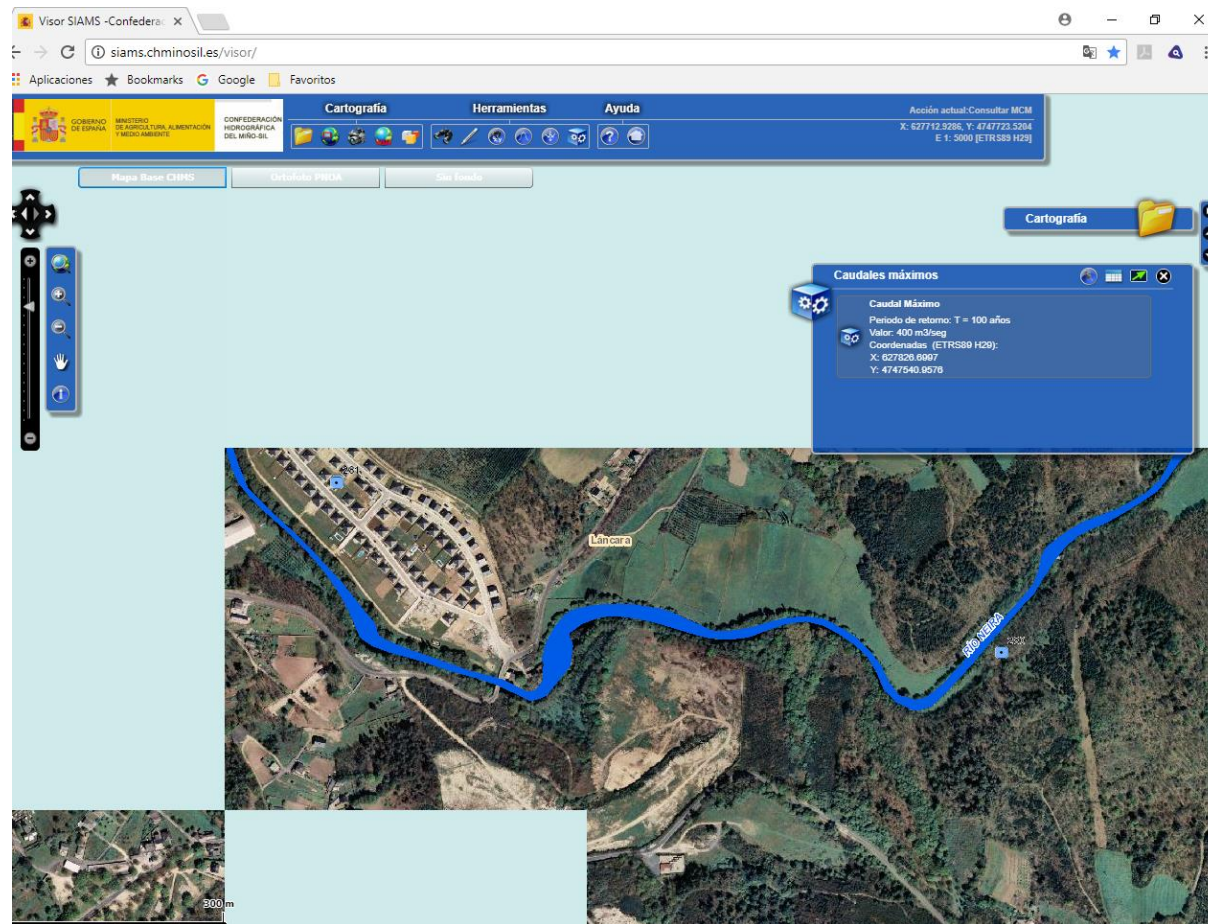 Visor SIAMS -Confedera
siams.chminosil.es/visor/
Aplicaciones Bookmarks Google Favoritos
GOBIERNO DE ESPAÑA
MINISTERIO
DE AGRICULTURA, ALIMENTACIÓN
Y MEDIO AMBIENTE
CONFEDERACIÓN
HIDROGRÁFICA
DEL MIÑO-SIL
Cartografía Herramientas Ayuda
Acción actual:Consultar MCM
X: 627712.9286, Y: 4747723.5204
E 1: 5000 [ETRS89 H29]
Mapa Base CHMS Ortofoto PNOA Sin fondo
Cartografía
Caudales máximos
Caudal Máximo
Periodo de retorno: T = 100 años
Valor: 400 m3/seg
Coordenadas (ETRS89 H29):
X: 627826.6997
Y: 4747540.9576
281
Láncara
RÍO NEIRA
300 m